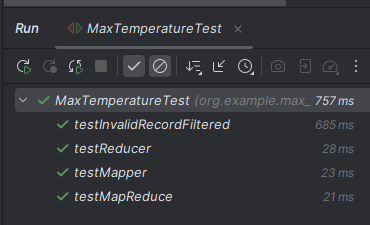 Run MaxTemperatureTest
MaxTemperatureTest (org.example.max_ 757 ms
testInvalidRecordFiltered 685 ms
testReducer 28 ms
testMapper 23 ms
testMapReduce 21 ms